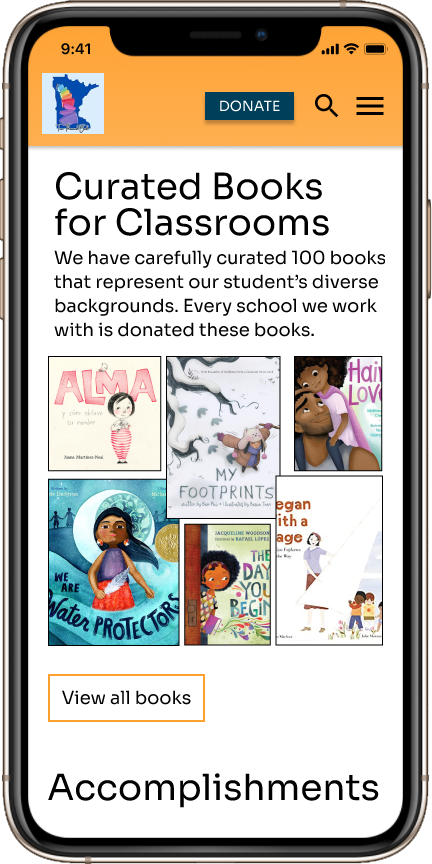 9:41
DONATE
Curated Books
for Classrooms
We have carefully curated 100 books
that represent our student's diverse
backgrounds. Every school we work
with is donated these books.
ALMA
y cómo obtuvo
su nombre
Juana Martinez-Neal
MY
FOOTPRINTS
Hair
Love
WE
ARE
Water PROTECTORS
JACQUELINE WOODSON
RAFAEL LÓPEZ
THE
DAY
YOU
BEGIN
egan
ith a
age
View all books
Accomplishments